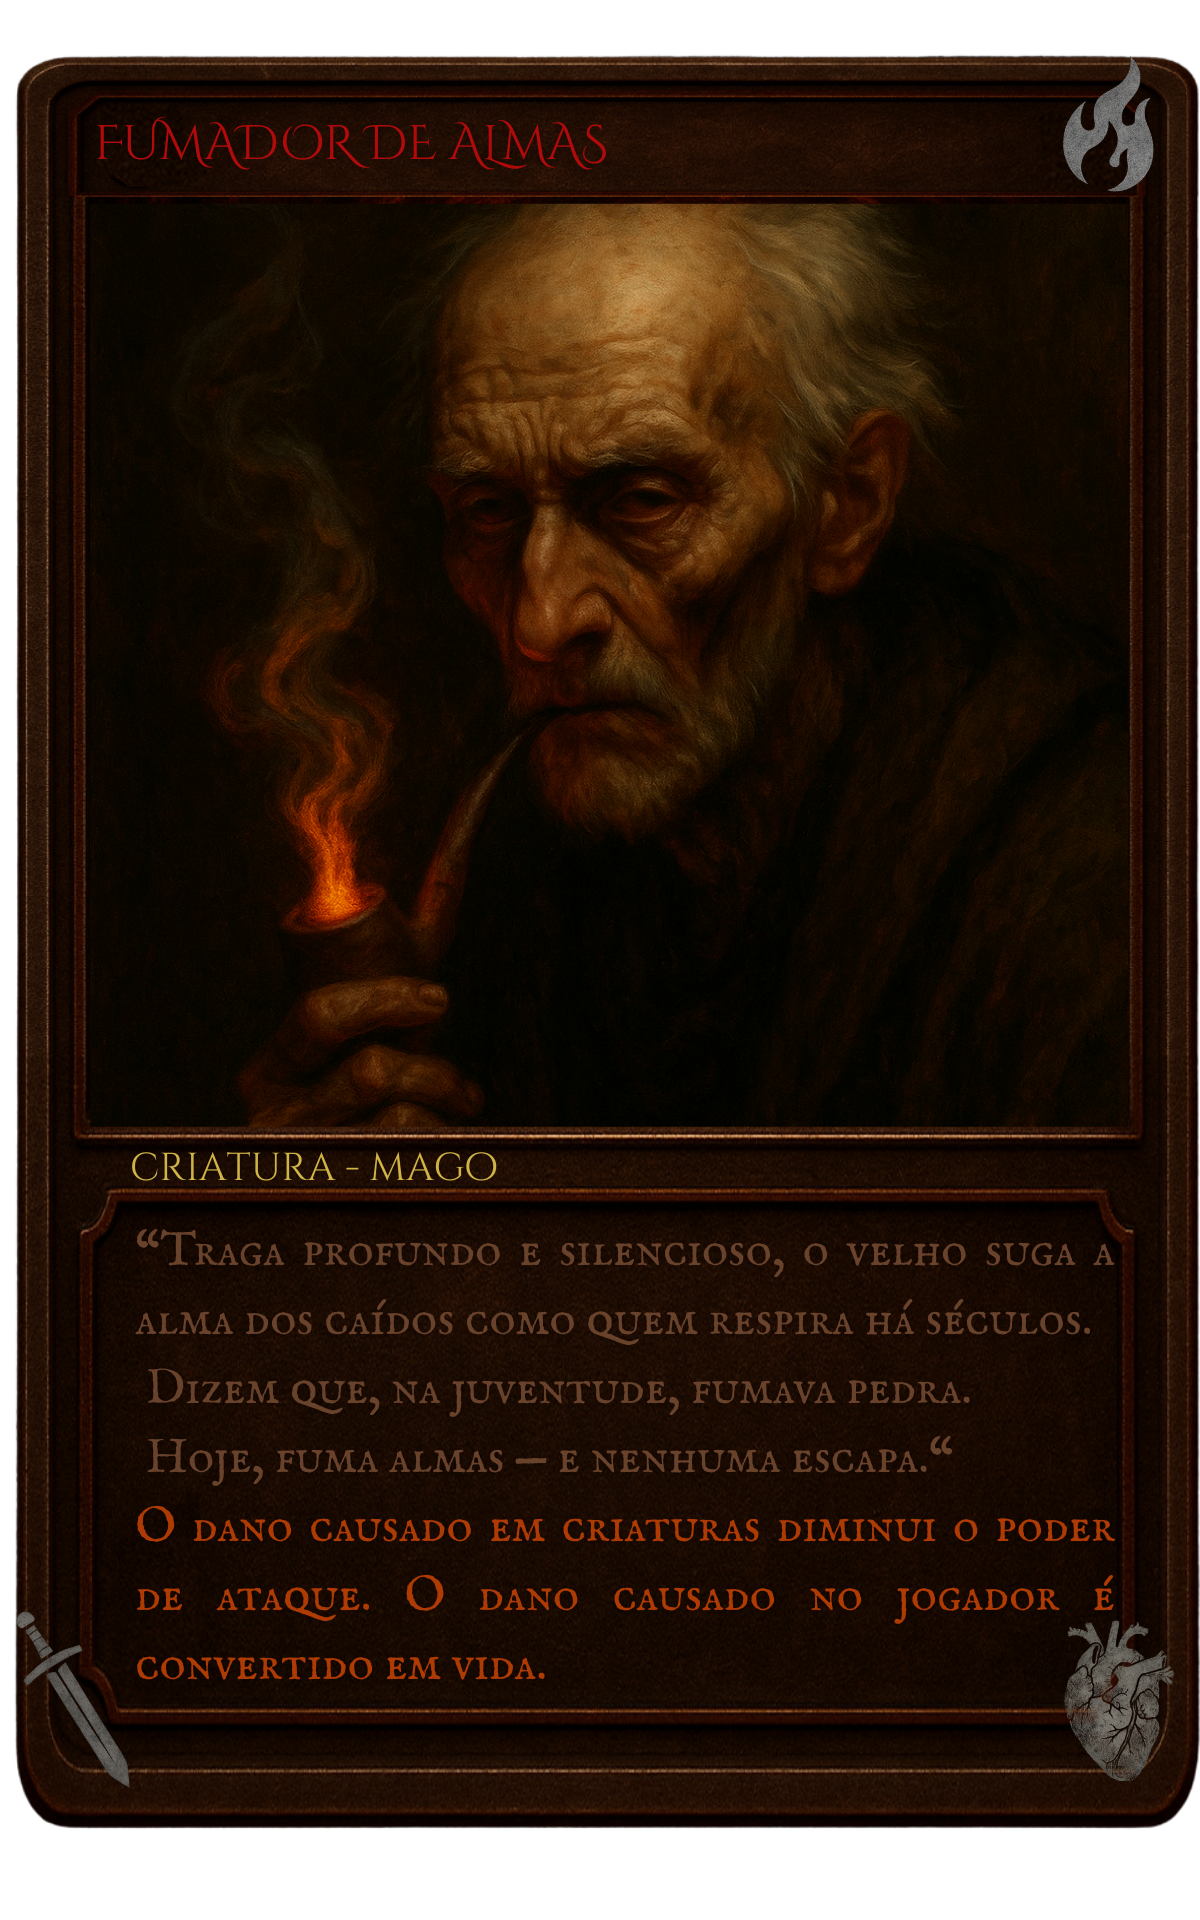 FUMADOR DE ALMAS
CRIATURA - MAGO
“Traga profundo e silencioso, o velho suga a
alma dos caídos como quem respira há séculos.
Dizem que, na juventude, fumava pedra.
Hoje, fuma almas — e nenhuma escapa.“
O dano causado em criaturas diminui o poder
de ataque. O dano causado no jogador é
convertido em vida.